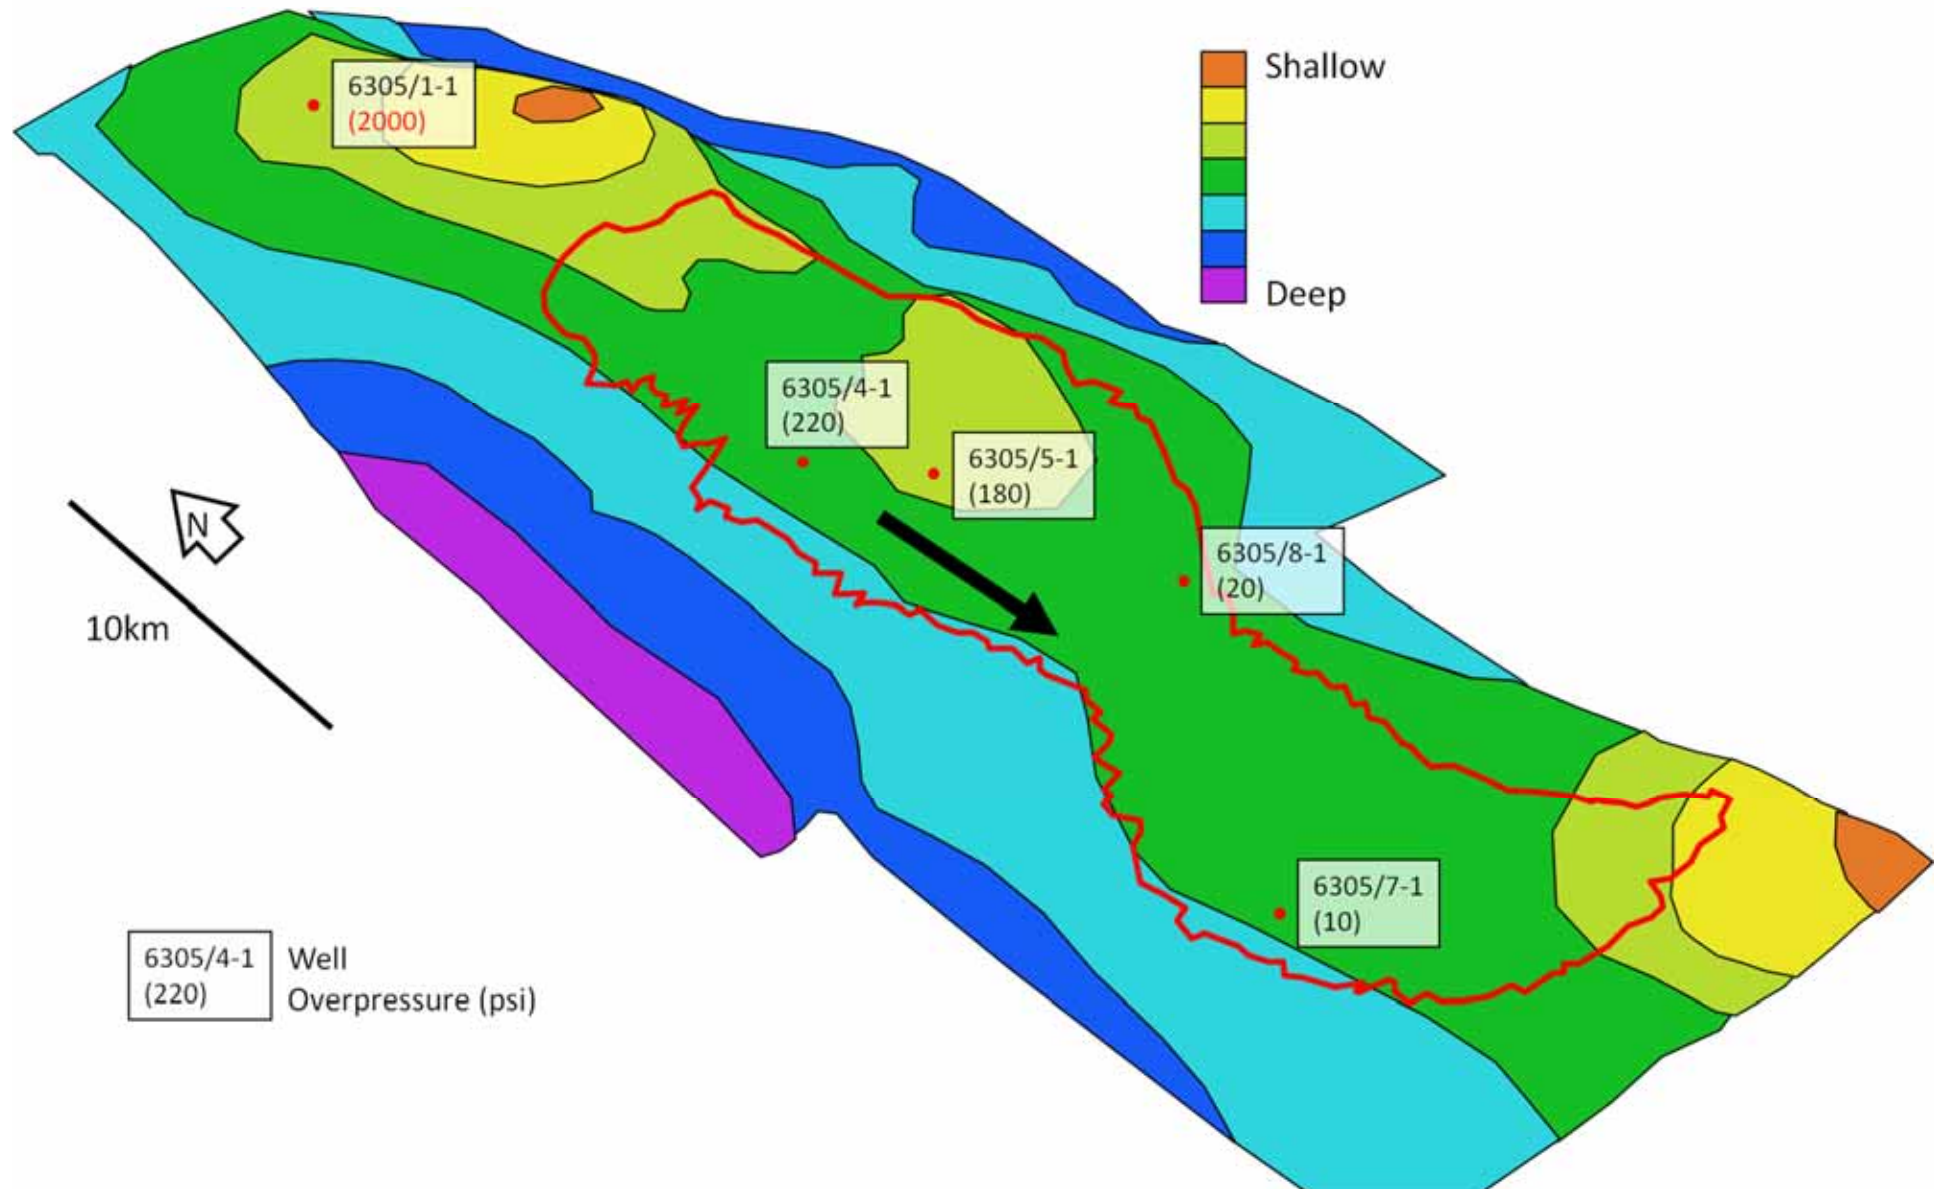 6305/1-1
(2000)
Shallow
Deep
6305/4-1
(220)
6305/5-1
(180)
N
6305/8-1
(20)
10km
6305/7-1
(10)
6305/4-1
(220)
Well
Overpressure (psi)